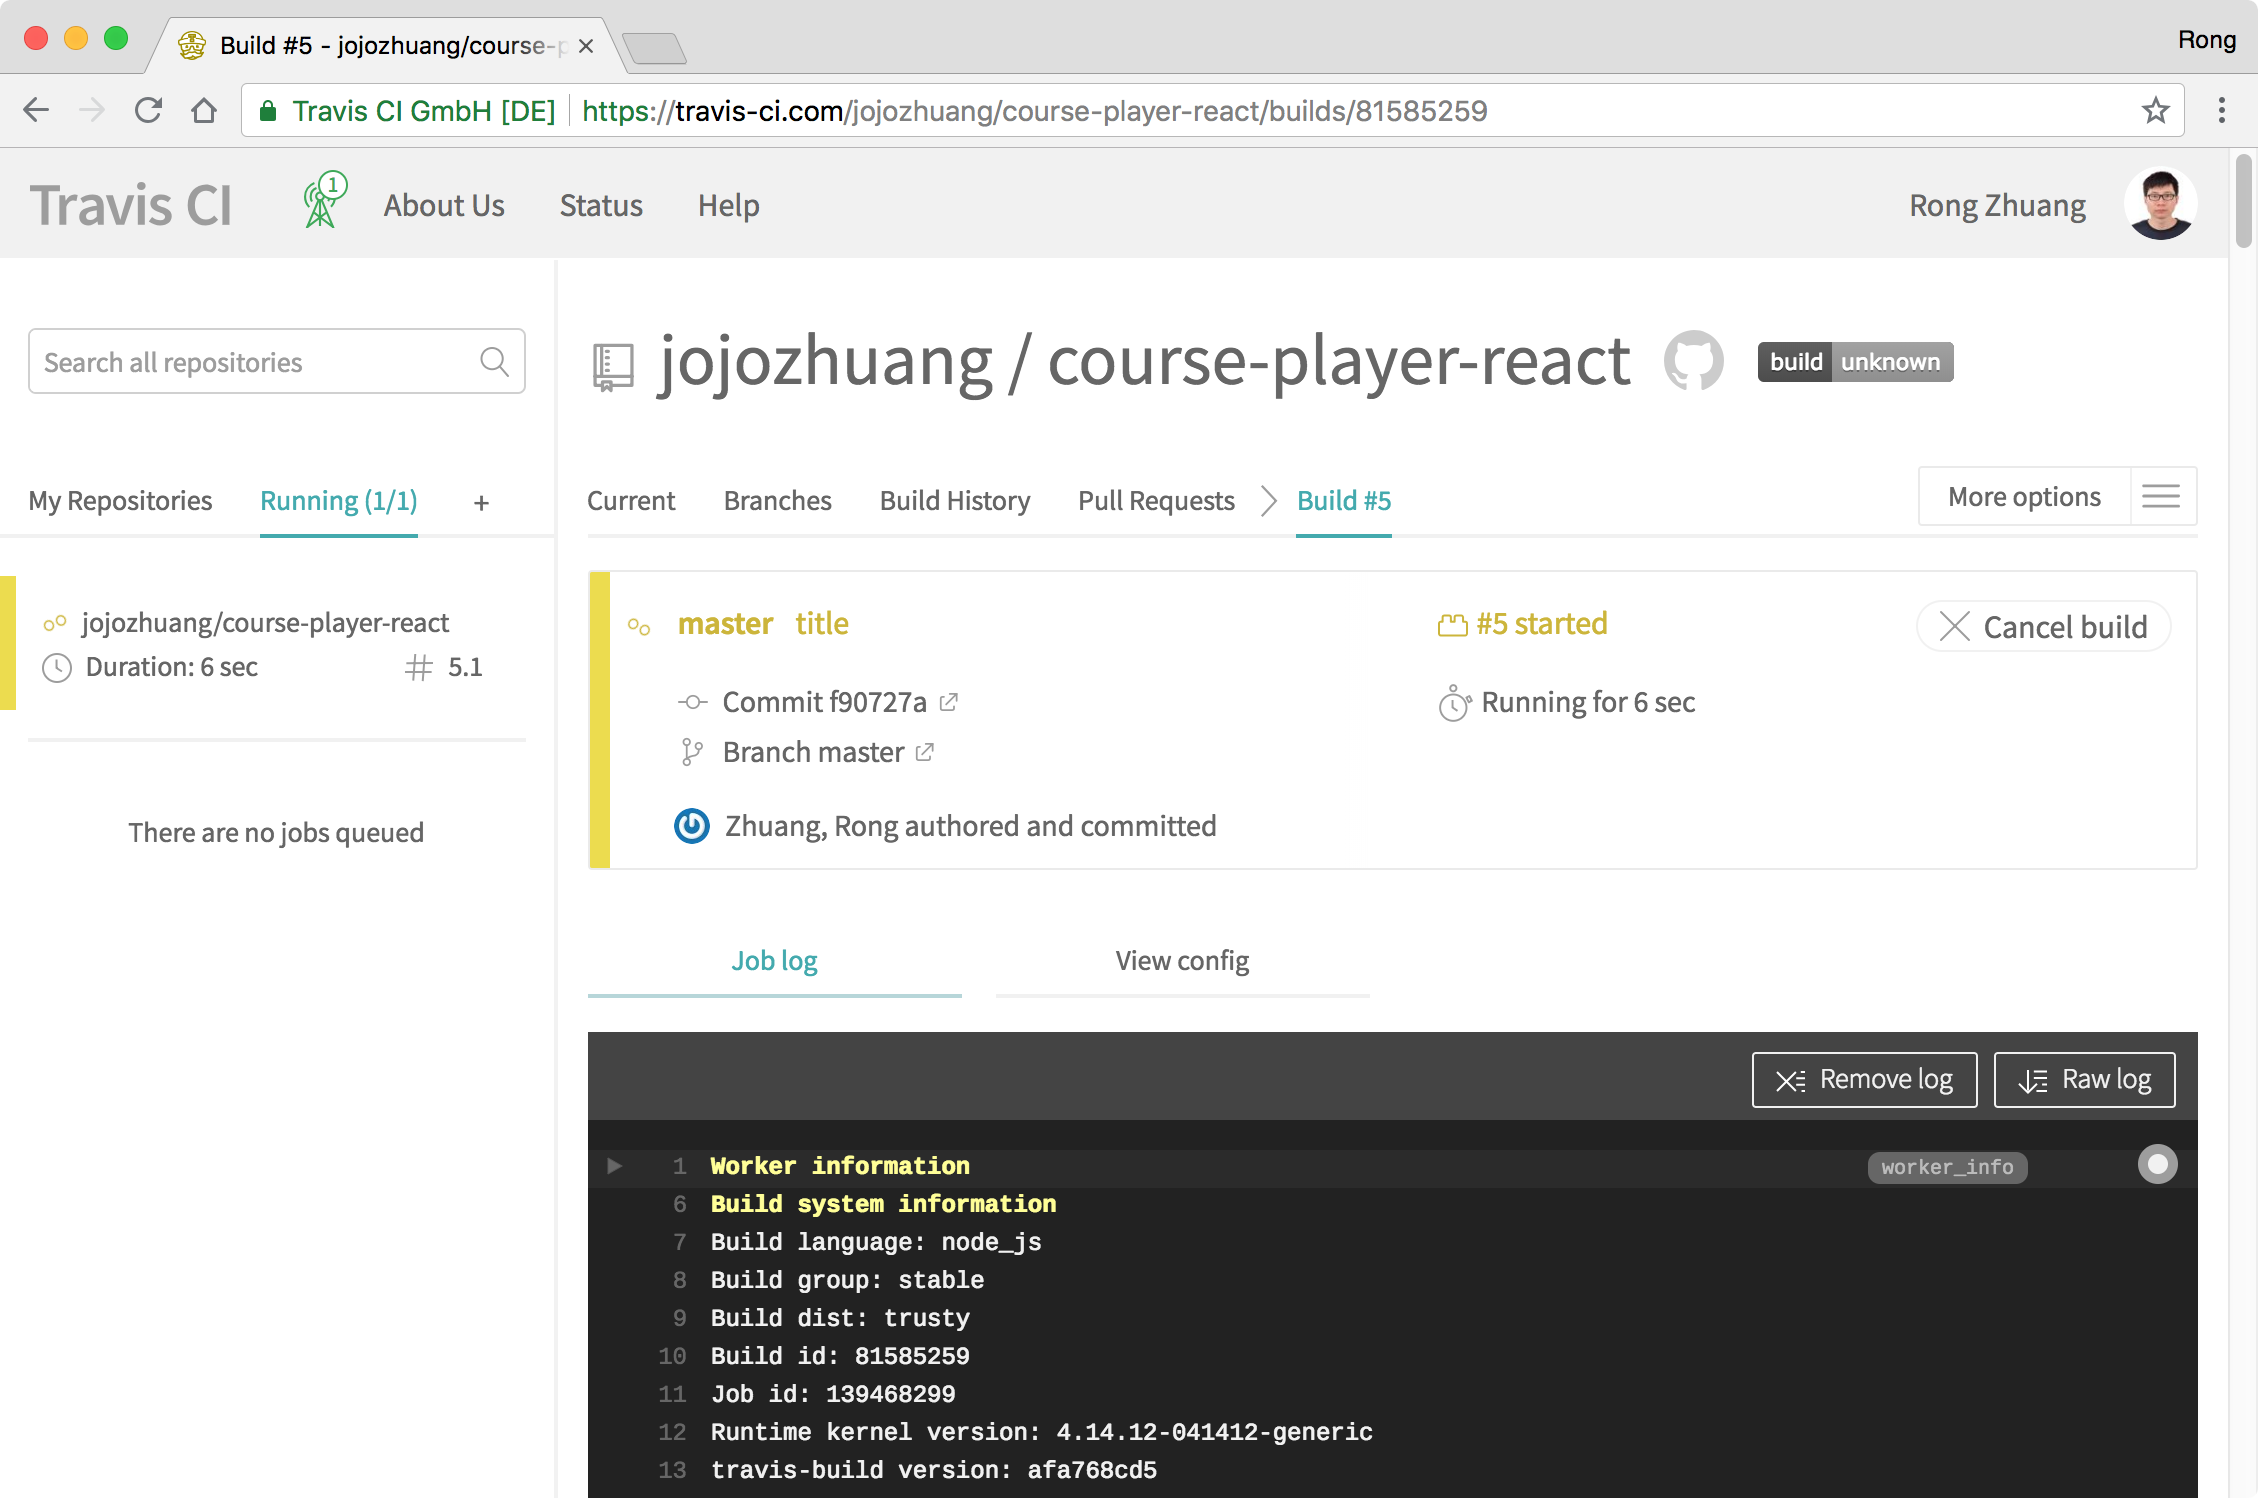 Build #5 - jojozhuang/course-p
Rong
Travis CI GmbH [DE]
https://travis-ci.com/jojozhuang/course-player-react/builds/81585259
Travis CI
1
About Us
Status
Help
Rong Zhuang
Search all repositories
jojozhuang / course-player-react
build unknown
My Repositories
Running (1/1)
+
Current
Branches
Build History
Pull Requests
Build #5
More options
jojozhuang/course-player-react
Duration: 6 sec
# 5.1
There are no jobs queued
master title
#5 started
Cancel build
Commit f90727a
Running for 6 sec
Branch master
Zhuang, Rong authored and committed
Job log
View config
Remove log
Raw log
1 Worker information
worker_info
6 Build system information
7 Build language: node_js
8 Build group: stable
9 Build dist: trusty
10 Build id: 81585259
11 Job id: 139468299
12 Runtime kernel version: 4.14.12-041412-generic
13 travis-build version: afa768cd5